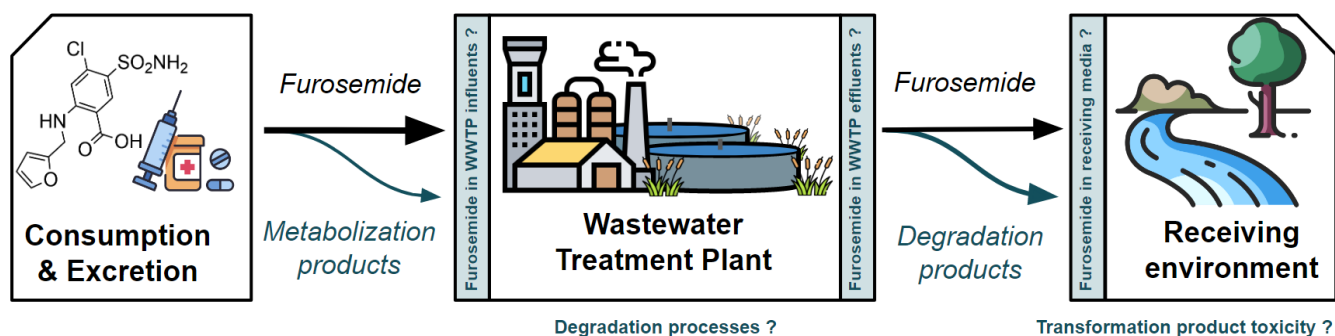 Cl
SO₂NH₂
HN
OH
O
O
Consumption
& Excretion
Furosemide
Metabolization
products
Furosemide in WWTP influents ?
Wastewater
Treatment Plant
Furosemide in WWTP effluents ?
Degradation processes ?
Furosemide
Degradation
products
Furosemide in receiving media ?
Receiving
environment
Transformation product toxicity ?